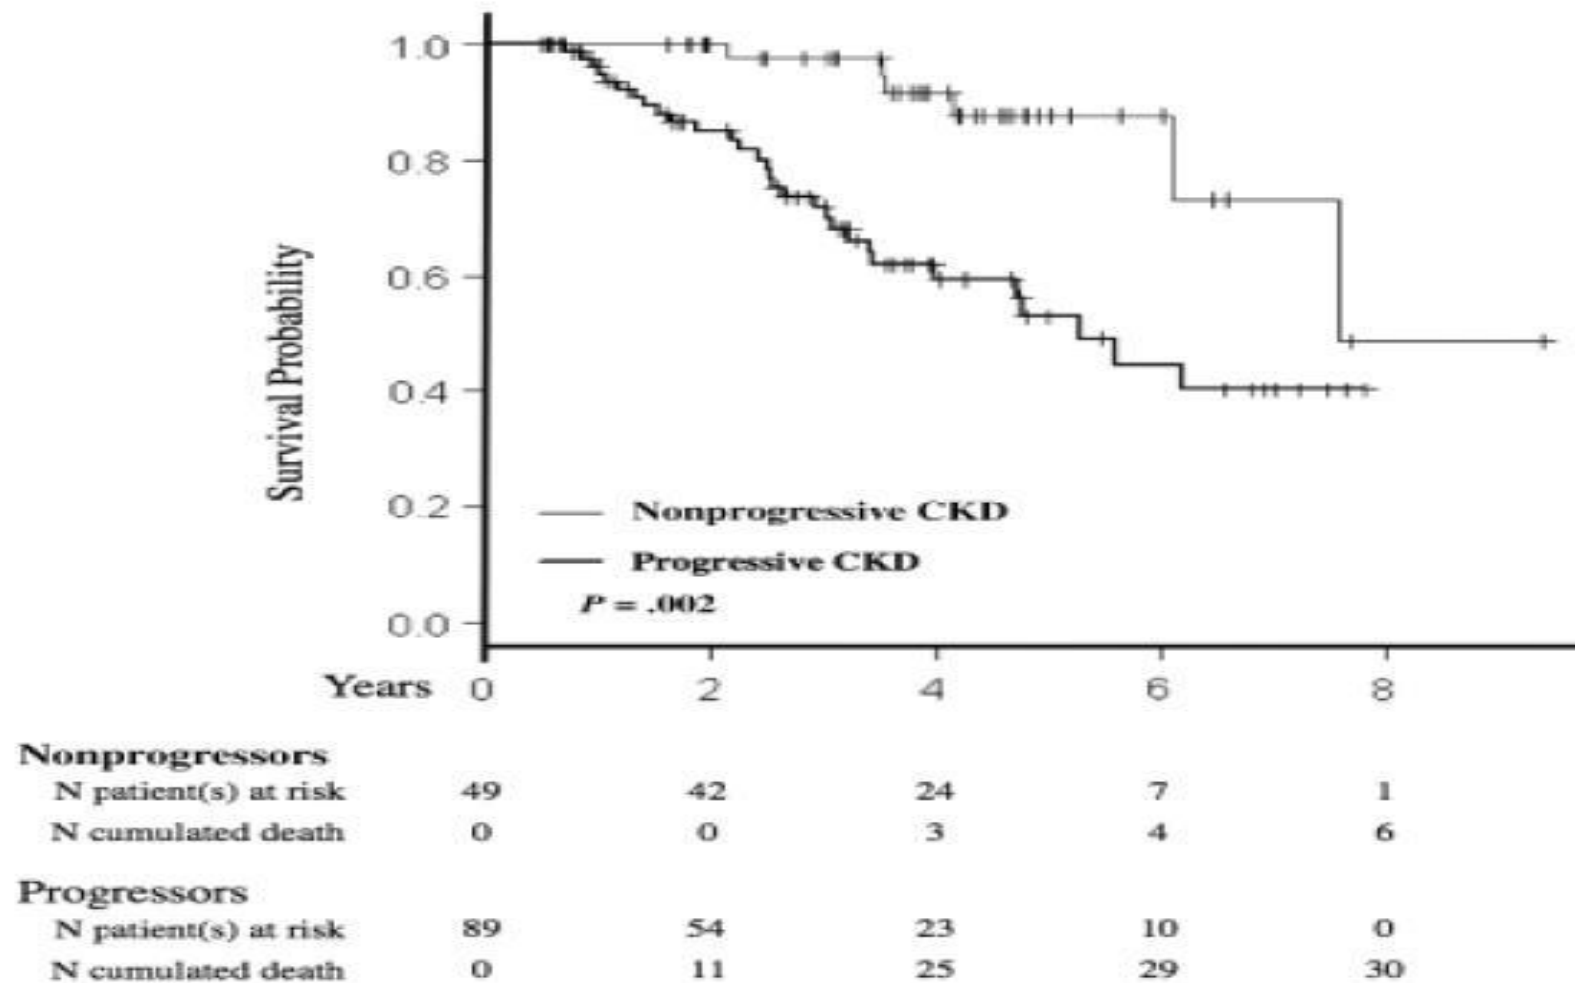 1.0
0.8
0.6
0.4
0.2
0.0
Survival Probability
Nonprogressive CKD
Progressive CKD
P = .002
Years 0 2 4 6 8
Nonprogressors
N patient(s) at risk 49 42 24 7 1
N cumulated death 0 0 3 4 6
Progressors
N patient(s) at risk 89 54 23 10 0
N cumulated death 0 11 25 29 30